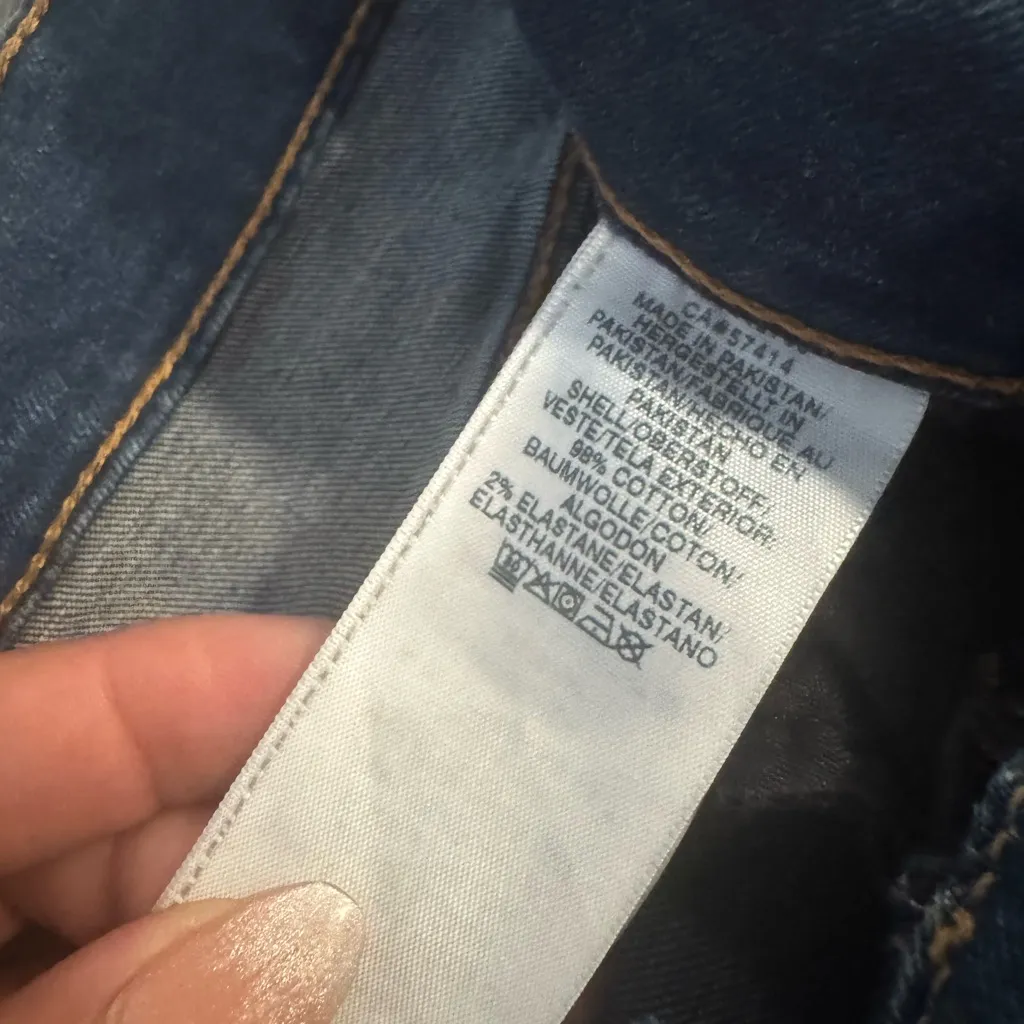 CA#57414
MADE IN PAKISTAN/
HERGESTELLT IN
PAKISTAN/FABRIQUE AU
PAKISTAN/HECHO EN
PAKISTAN
SHELL/OBERSTOFF/
VESTE/TELA EXTERIOR:
98% COTTON/
BAUMWOLLE/COTON/
ALGODON
2% ELASTANE/ELASTAN/
ELASTHANNE/ELASTANO